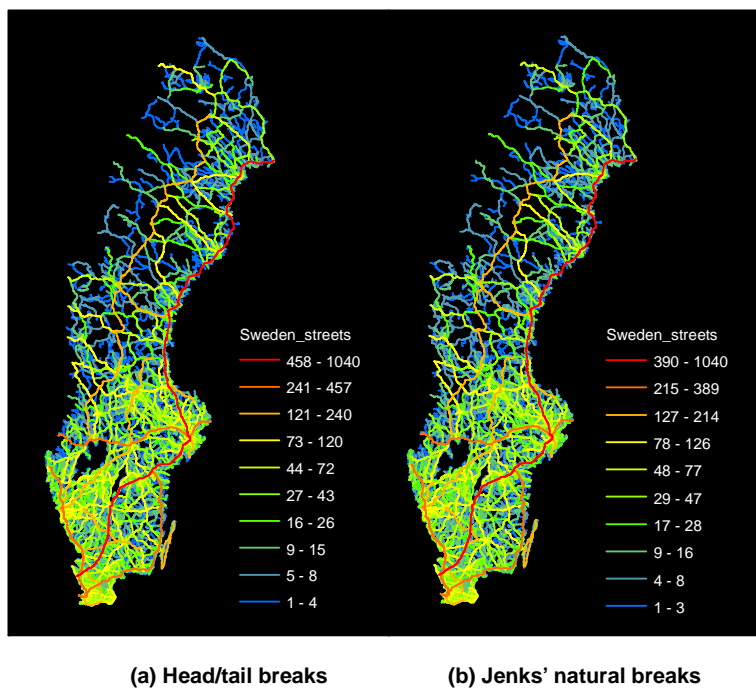 Sweden_streets
458 - 1040
241 - 457
121 - 240
73 - 120
44 - 72
27 - 43
16 - 26
9 - 15
5 - 8
1 - 4
Sweden_streets
390 - 1040
215 - 389
127 - 214
78 - 126
48 - 77
29 - 47
17 - 28
9 - 16
4 - 8
1 - 3
(a) Head/tail breaks
(b) Jenks’ natural breaks